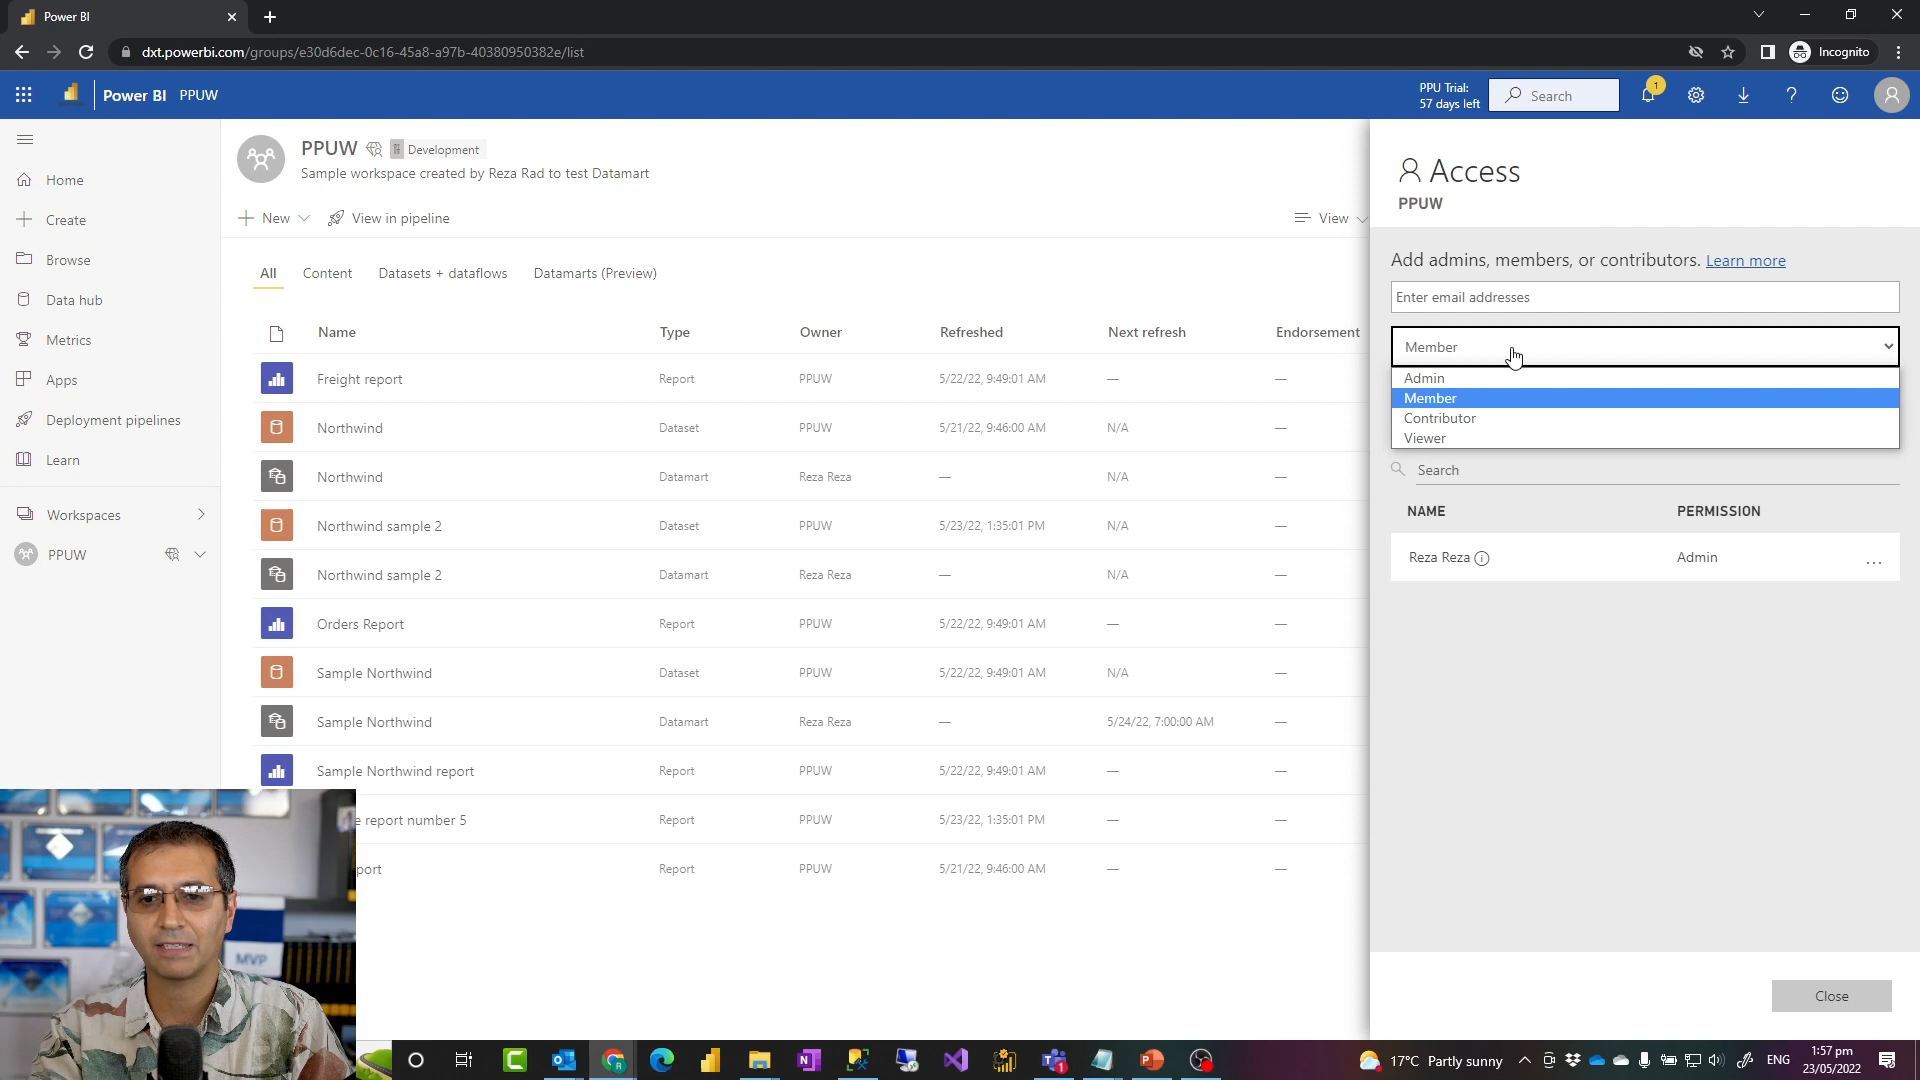 Power BI
dxt.powerbi.com/groups/e30d6dec-0c16-45a8-a97b-40380950382e/list
Incognito
Power BI PPUW
PPU Trial:
57 days left
Search
1
PPUW Development
Sample workspace created by Reza Rad to test Datamart
New
View in pipeline
View
Home
Create
Browse
Data hub
Metrics
Apps
Deployment pipelines
Learn
Workspaces
PPUW
All Content Datasets + dataflows Datamarts (Preview)
Name Type Owner Refreshed Next refresh Endorsement
Freight report Report PPUW 5/22/22, 9:49:01 AM — —
Northwind Dataset PPUW 5/21/22, 9:46:00 AM N/A —
Northwind Datamart Reza Reza — N/A —
Northwind sample 2 Dataset PPUW 5/23/22, 1:35:01 PM N/A —
Northwind sample 2 Datamart Reza Reza — N/A —
Orders Report Report PPUW 5/22/22, 9:49:01 AM — —
Sample Northwind Dataset PPUW 5/22/22, 9:49:01 AM N/A —
Sample Northwind Datamart Reza Reza — 5/24/22, 7:00:00 AM —
Sample Northwind report Report PPUW 5/22/22, 9:49:01 AM — —
report number 5 Report PPUW 5/23/22, 1:35:01 PM — —
Report PPUW 5/21/22, 9:46:00 AM — —
Access
PPUW
Add admins, members, or contributors. Learn more
Enter email addresses
Member
Admin
Member
Contributor
Viewer
Search
NAME PERMISSION
Reza Reza Admin ...
Close
MVP
17°C Partly sunny
ENG
1:57 pm
23/05/2022